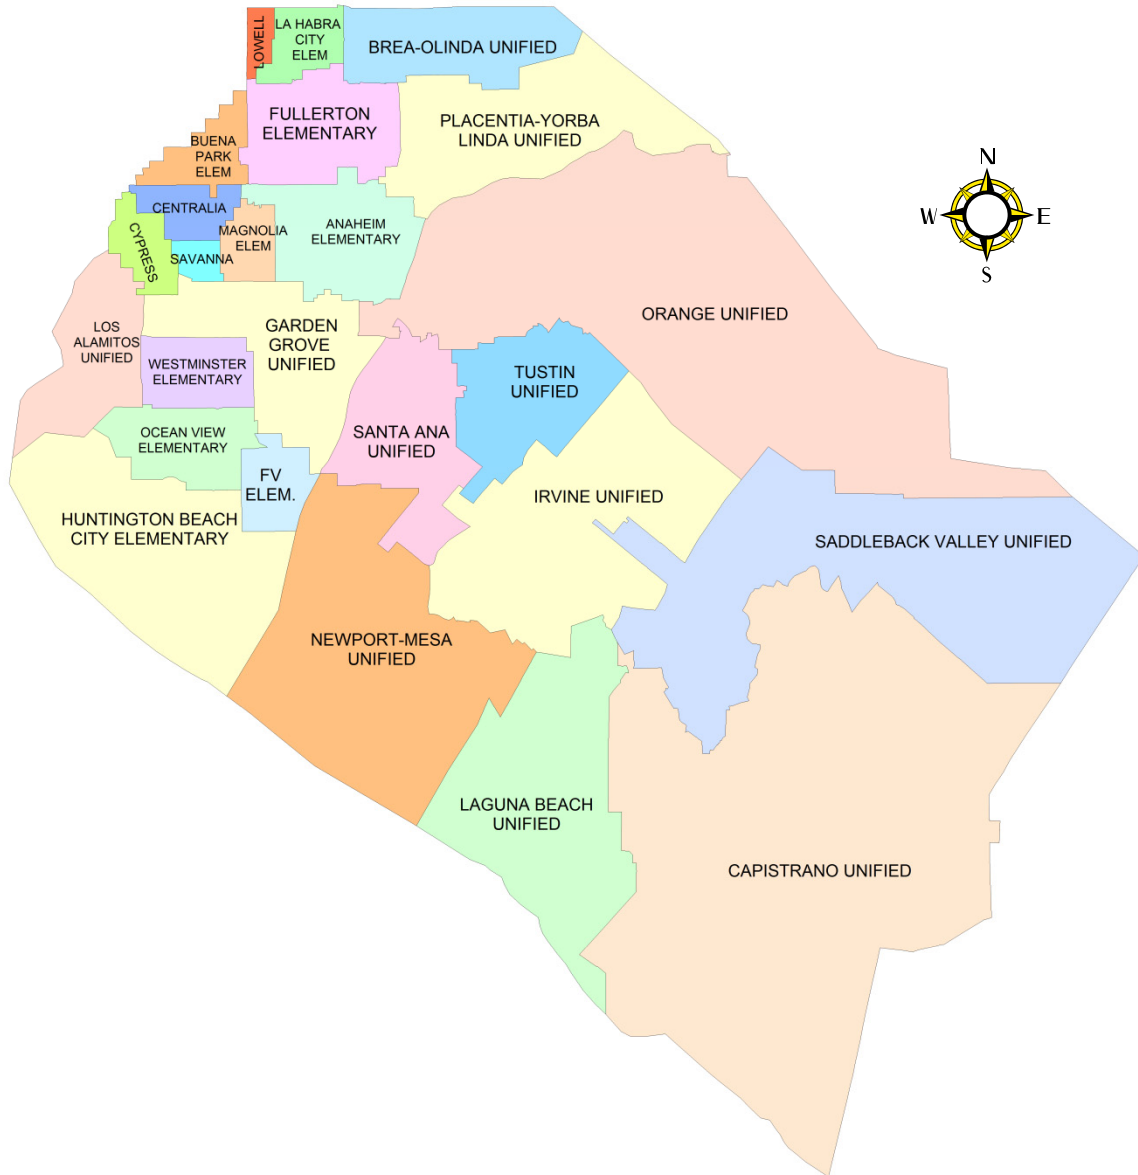 LOWELL
LA HABRA
CITY
ELEM
BREA-OLINDA UNIFIED
FULLERTON
ELEMENTARY
PLACENTIA-YORBA
LINDA UNIFIED
BUENA
PARK
ELEM
N
W
E
S
CENTRALIA
CYPRESS
MAGNOLIA
ELEM
ANAHEIM
ELEMENTARY
SAVANNA
ORANGE UNIFIED
LOS
ALAMITOS
UNIFIED
GARDEN
GROVE
UNIFIED
WESTMINSTER
ELEMENTARY
TUSTIN
UNIFIED
OCEAN VIEW
ELEMENTARY
SANTA ANA
UNIFIED
FV
ELEM.
IRVINE UNIFIED
HUNTINGTON BEACH
CITY ELEMENTARY
SADDLEBACK VALLEY UNIFIED
NEWPORT-MESA
UNIFIED
LAGUNA BEACH
UNIFIED
CAPISTRANO UNIFIED